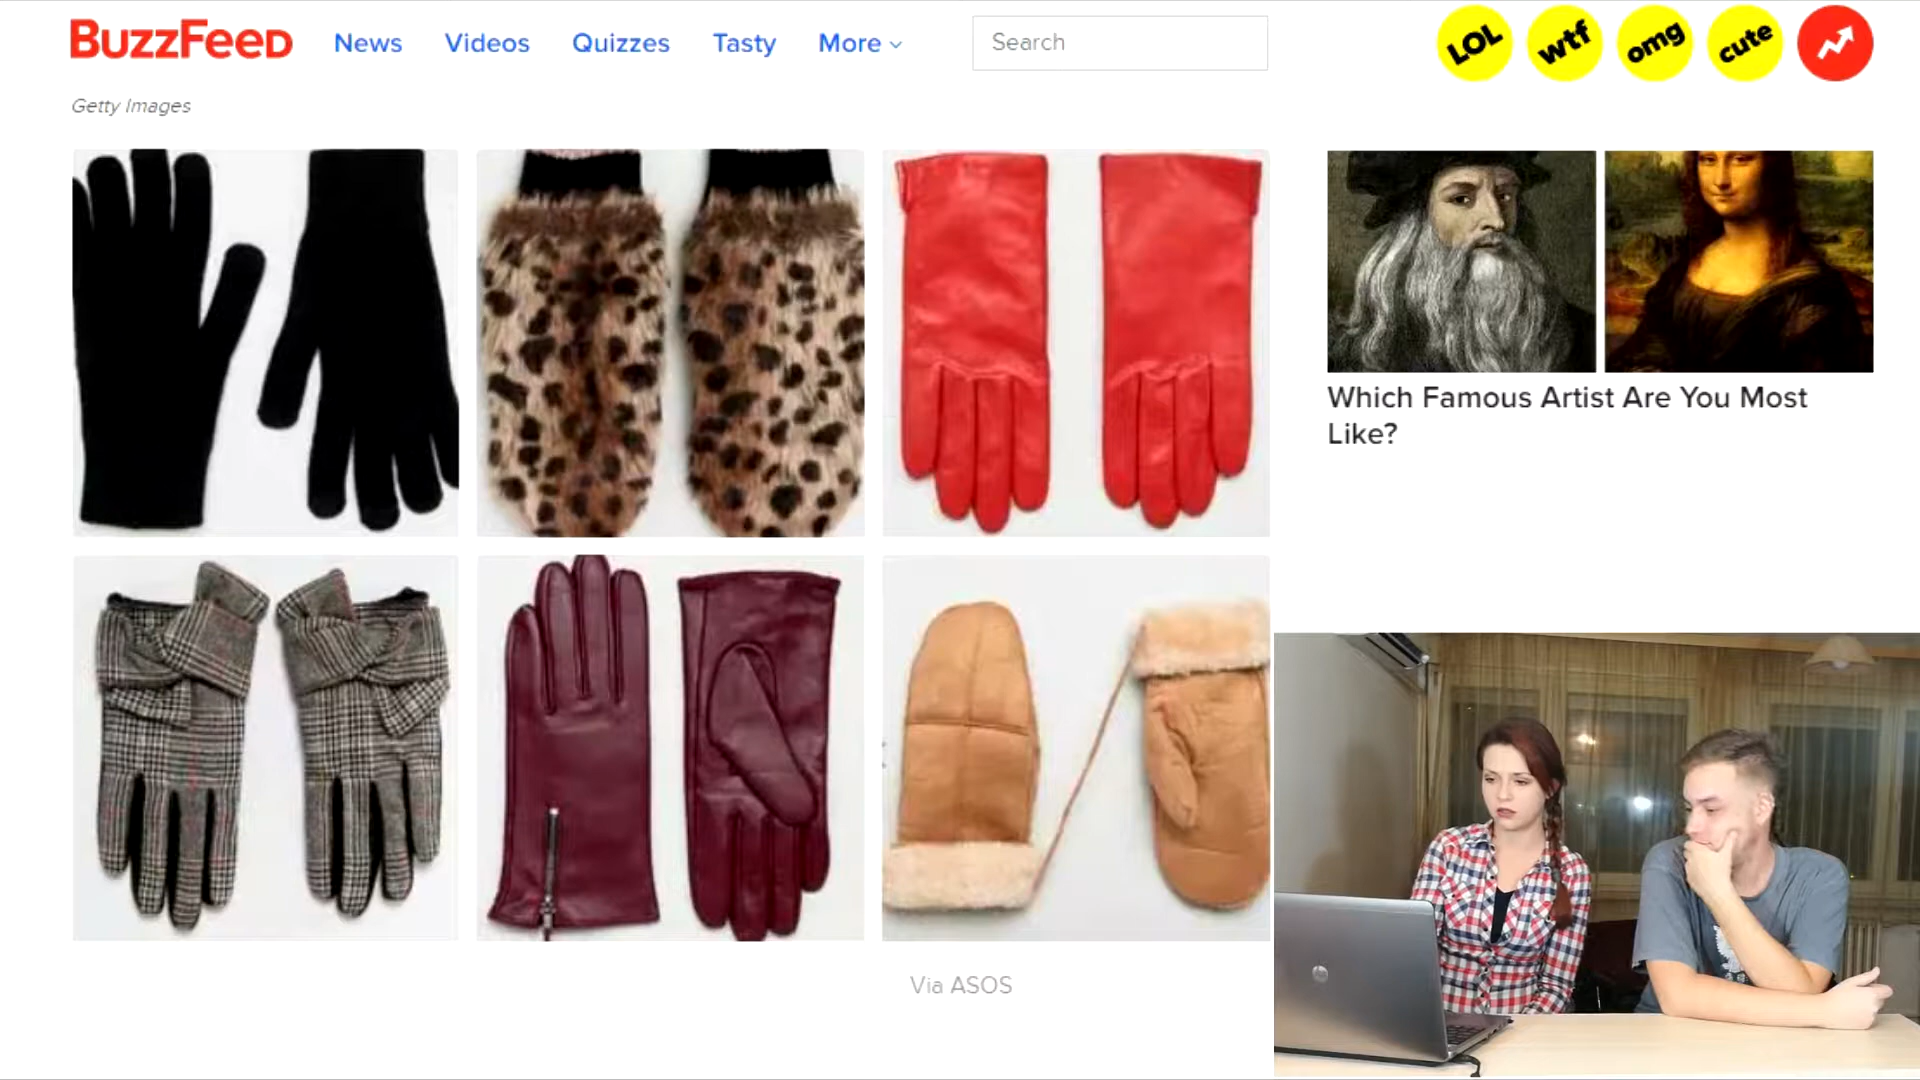 BuzzFeed News Videos Quizzes Tasty More Search LOL wtf omg cute
Getty Images
Which Famous Artist Are You Most
Like?
Via ASOS